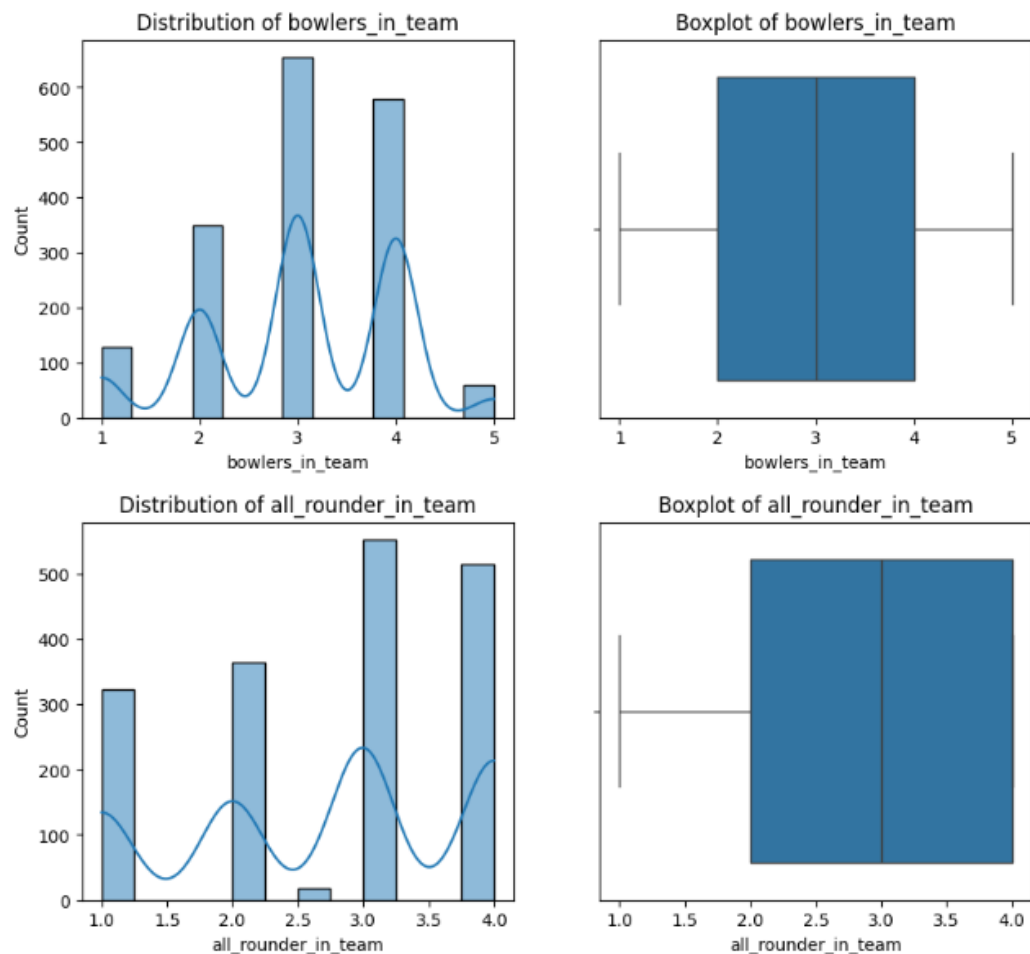 Distribution of bowlers_in_team
Boxplot of bowlers_in_team
600
500
400
300
200
100
0
Count
1 2 3 4 5
bowlers_in_team
1 2 3 4 5
bowlers_in_team
Distribution of all_rounder_in_team
Boxplot of all_rounder_in_team
500
400
300
200
100
0
Count
1.0 1.5 2.0 2.5 3.0 3.5 4.0
all_rounder_in_team
1.0 1.5 2.0 2.5 3.0 3.5 4.0
all_rounder_in_team